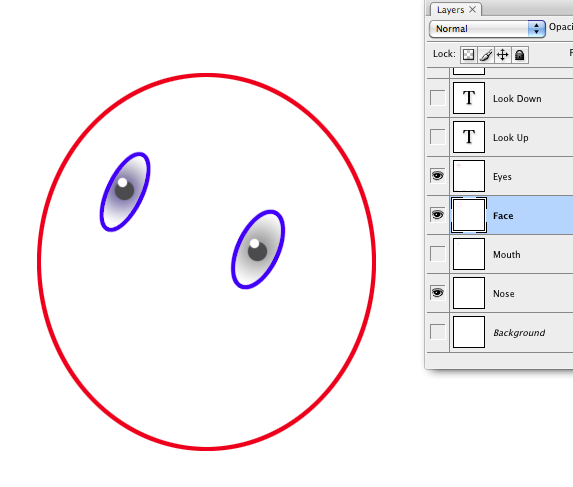 Layers ×
Normal Opaci
Lock: F
T Look Down
T Look Up
Eyes
Face
Mouth
Nose
Background